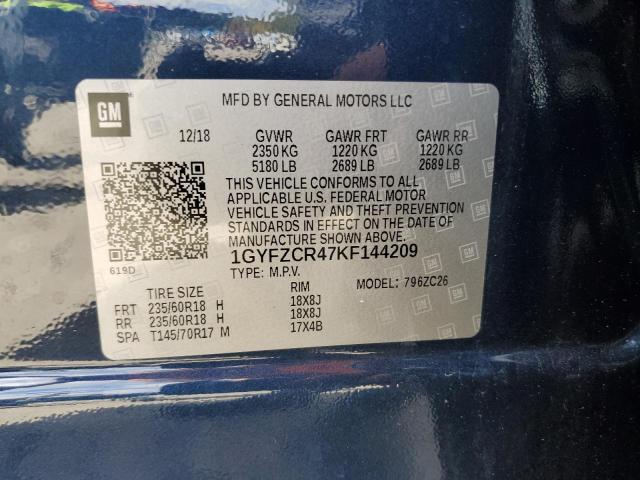 GM
MFD BY GENERAL MOTORS LLC
12/18 GVWR GAWR FRT GAWR RR
2350 KG 1220 KG 1220 KG
5180 LB 2689 LB 2689 LB
THIS VEHICLE CONFORMS TO ALL
APPLICABLE U.S. FEDERAL MOTOR
VEHICLE SAFETY AND THEFT PREVENTION
STANDARDS IN EFFECT ON THE DATE OF
MANUFACTURE SHOWN ABOVE.
619D
1GYFZCR47KF144209
TYPE: M.P.V. MODEL: 796ZC26
TIRE SIZE RIM
FRT 235/60R18 H 18X8J
RR 235/60R18 H 18X8J
SPA T145/70R17 M 17X4B